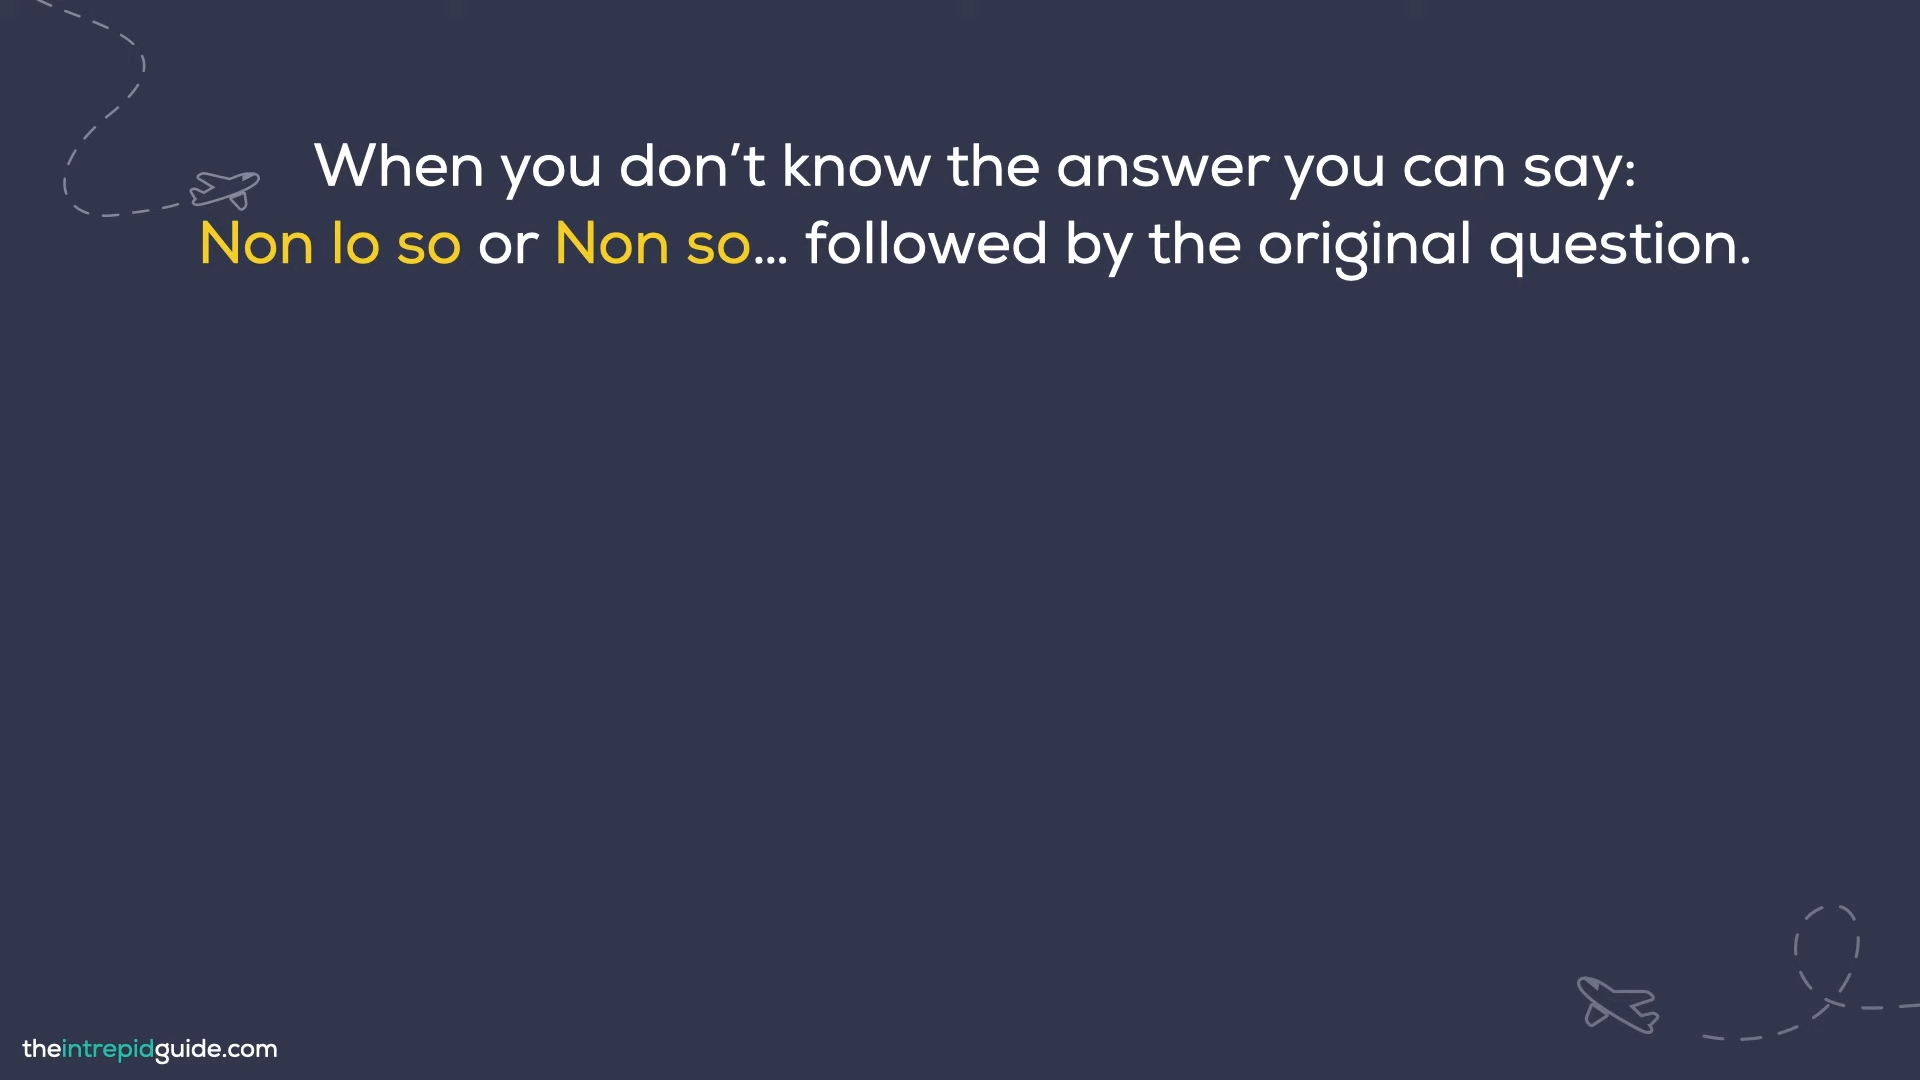 When you don’t know the answer you can say:
Non lo so or Non so... followed by the original question.
theintrepidguide.com